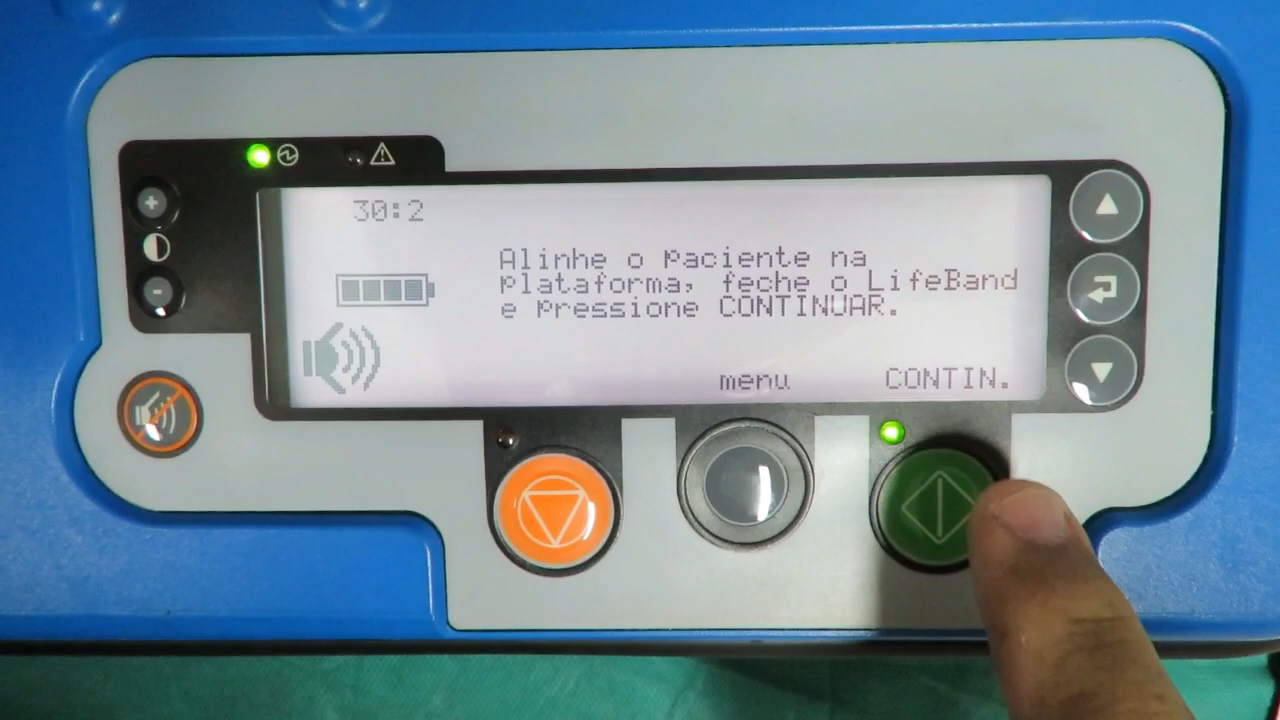 30:2
Alinhe o paciente na
plataforma, feche o LifeBand
e pressione CONTINUAR.
menu
CONTIN.